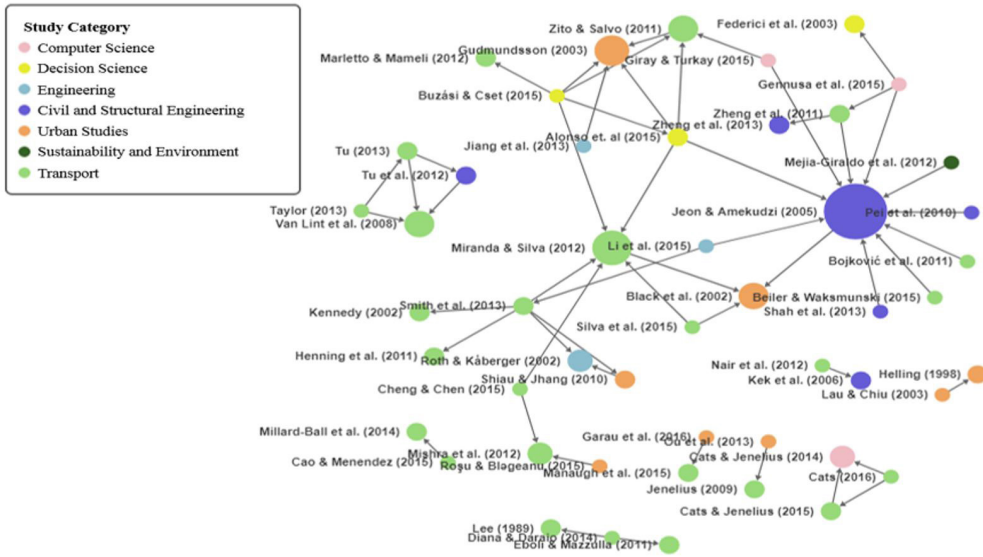 Study Category
Computer Science
Decision Science
Engineering
Civil and Structural Engineering
Urban Studies
Sustainability and Environment
Transport
Federici et al. (2003)
Zito & Salvo (2011)
Gudmundsson (2003)
Marletto & Mameli (2012)
Giray & Turkay (2015)
Gennusa et al. (2015)
Buzási & Cset (2015)
Zheng et al. (2011)
Zheng et al. (2013)
Alonso et. al (2015)
Jiang et al. (2013)
Tu (2013)
Mejia-Giraldo et al. (2012)
Tu et al. (2012)
Taylor (2013)
Jeon & Amekudzi (2005)
Pei et al. (2010)
Van Lint et al. (2008)
Miranda & Silva (2012)
Li et al. (2015)
Bojković et al. (2011)
Black et al. (2002)
Beiler & Waksmunski (2015)
Smith et al. (2013)
Kennedy (2002)
Shah et al. (2013)
Silva et al. (2015)
Henning et al. (2011)
Roth & Kåberger (2002)
Nair et al. (2012)
Helling (1998)
Shiau & Jhang (2010)
Kek et al. (2006)
Cheng & Chen (2015)
Lau & Chiu (2003)
Millard-Ball et al. (2014)
Garau et al. (2016)
Ou et al. (2013)
Mishra et al. (2012)
Cats & Jenelius (2014)
Cao & Menendez (2015)
Roşu & Blăgeanu (2015)
Manaugh et al. (2015)
Cats (2016)
Jenelius (2009)
Cats & Jenelius (2015)
Lee (1989)
Diana & Daraio (2014)
Eboli & Mazzulla (2011)